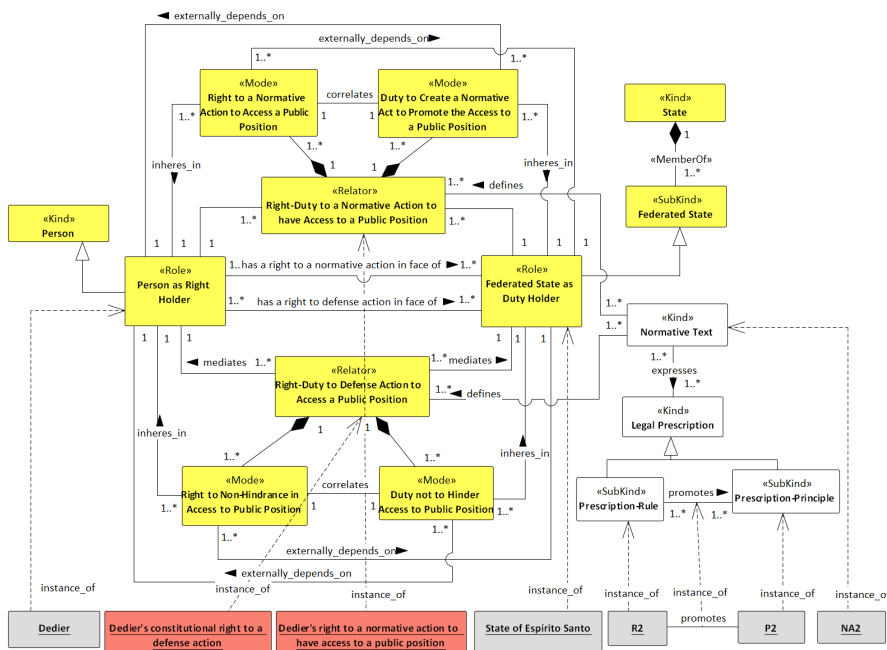 externally_depends_on
externally_depends_on
1..*
1..*
«Mode»
Right to a Normative
Action to Access a Public
Position
correlates
1
1
«Mode»
Duty to Create a Normative
Act to Promote the Access to
a Public Position
1..*
1..*
1..*
1..*
1
1
inheres_in
inheres_in
«Kind»
State
1
«MemberOf»
1..*
«SubKind»
Federated State
«Relator»
Right-Duty to a Normative Action to
have Access to a Public Position
1..*
defines
1..*
1..*
«Kind»
Person
1
1
1
1
1
1
«Role»
Person as Right
Holder
1..
has a right to a normative action in face of
1..*
1..*
has a right to defense action in face of
1..*
«Role»
Federated State as
Duty Holder
1..*
1..*
«Kind»
Normative Text
1
1
1
1
1
1
mediates
1..*
1..*
mediates
«Relator»
Right-Duty to Defense Action to
Access a Public Position
1..*
defines
1..*
expresses
1..*
«Kind»
Legal Prescription
1
1
inheres_in
inheres_in
1..*
1..*
«Mode»
Right to Non-Hindrance in
Access to Public Position
correlates
1
1
«Mode»
Duty not to Hinder
Access to Public Position
1..*
1..*
1..*
1..*
externally_depends_on
externally_depends_on
«SubKind»
Prescription-Rule
promotes
1..*
1..*
«SubKind»
Prescription-Principle
instance_of
instance_of
instance_of
instance_of
instance_of
instance_of
instance_of
instance_of
Dedier
Dedier's constitutional right to a
defense action
Dedier's right to a normative action to
have access to a public position
State of Espírito Santo
R2
promotes
P2
NA2